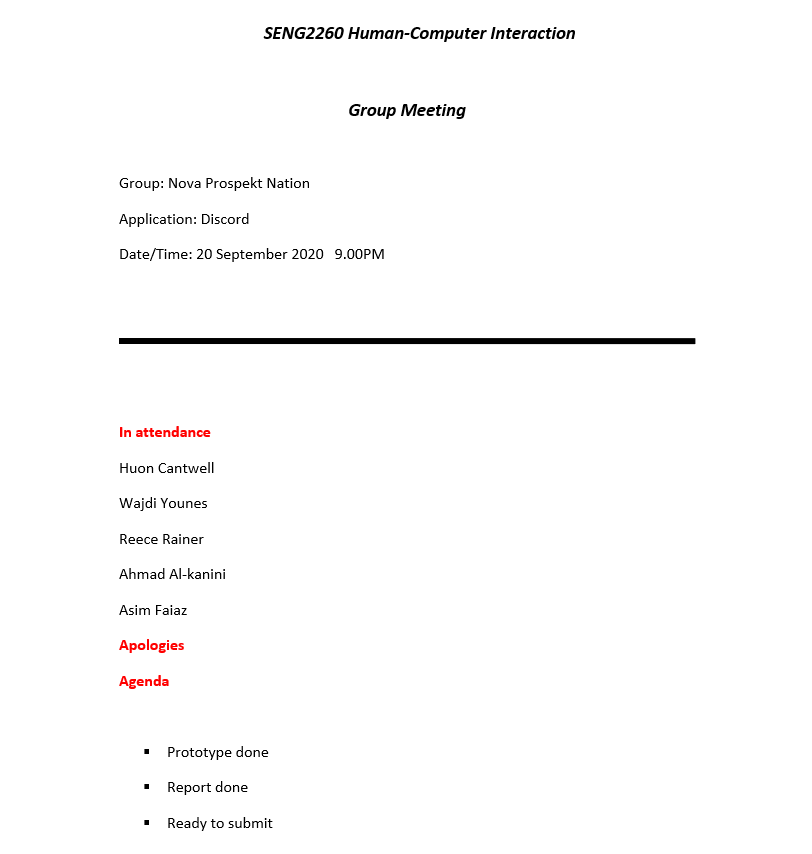 SENG2260 Human-Computer Interaction
Group Meeting
Group: Nova Prospekt Nation
Application: Discord
Date/Time: 20 September 2020   9.00PM
In attendance
Huon Cantwell
Wajdi Younes
Reece Rainer
Ahmad Al-kanini
Asim Faiaz
Apologies
Agenda
▪ Prototype done
▪ Report done
▪ Ready to submit